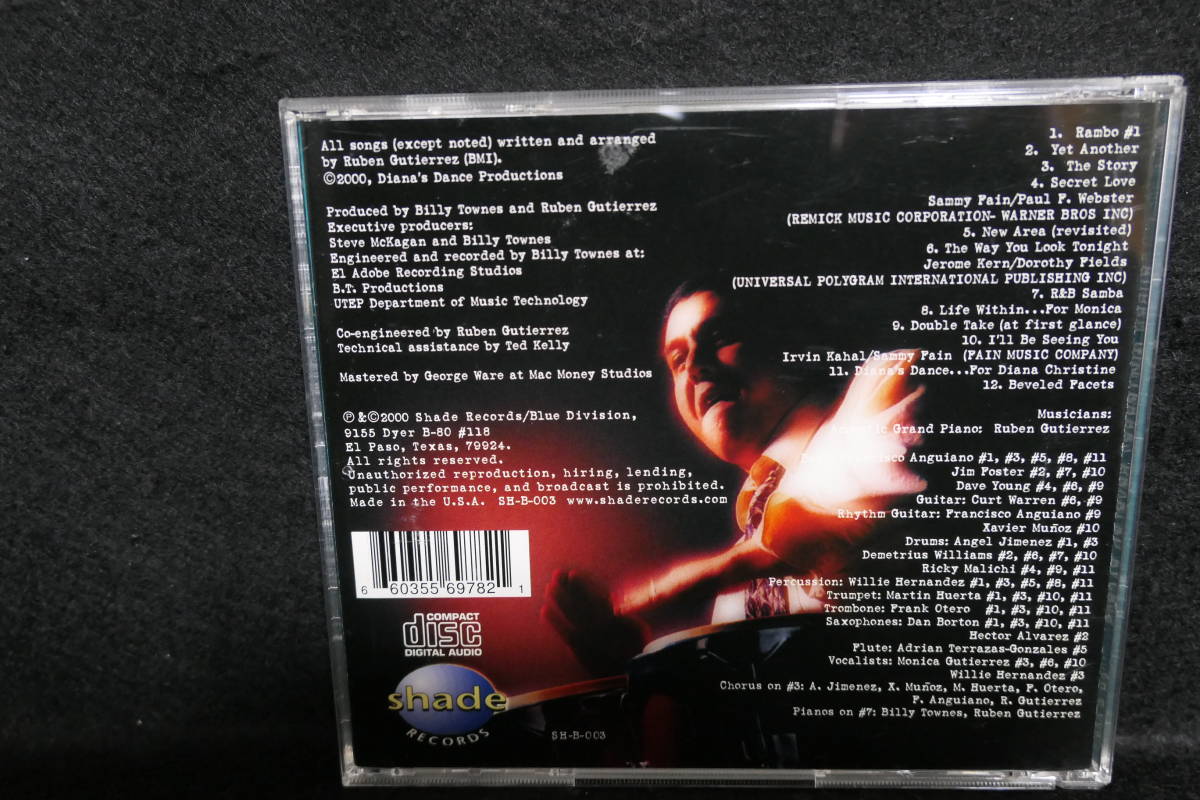 All songs (except noted) written and arranged
by Ruben Gutierrez (BMI).
©2000, Diana's Dance Productions
Produced by Billy Townes and Ruben Gutierrez
Executive producers:
Steve McKagan and Billy Townes
Engineered and recorded by Billy Townes at:
El Adobe Recording Studios
B.T. Productions
UTEP Department of Music Technology
Co-engineered by Ruben Gutierrez
Technical assistance by Ted Kelly
Mastered by George Ware at Mac Money Studios
℗&©2000 Shade Records/Blue Division,
9155 Dyer B-80 #118
El Paso, Texas, 79924.
All rights reserved.
Unauthorized reproduction, hiring, lending,
public performance, and broadcast is prohibited.
Made in the U.S.A. SH-B-003 www.shaderecords.com
6 60355 69782 1
COMPACT
disc
DIGITAL AUDIO
shade
RECORDS
SH-B-003
1. Rambo #1
2. Yet Another
3. The Story
4. Secret Love
Sammy Fain/Paul F. Webster
(REMICK MUSIC CORPORATION- WARNER BROS INC)
5. New Area (revisited)
6. The Way You Look Tonight
Jerome Kern/Dorothy Fields
(UNIVERSAL POLYGRAM INTERNATIONAL PUBLISHING INC)
7. R&B Samba
8. Life Within...For Monica
9. Double Take (at first glance)
10. I'll Be Seeing You
Irvin Kahal/Sammy Fain (FAIN MUSIC COMPANY)
11. Diana's Dance...For Diana Christine
12. Beveled Facets
Musicians:
Grand Piano: Ruben Gutierrez
Anguiano #1, #3, #5, #8, #11
Jim Foster #2, #7, #10
Dave Young #4, #6, #9
Guitar: Curt Warren #6, #9
Rhythm Guitar: Francisco Anguiano #9
Xavier Muñoz #10
Drums: Angel Jimenez #1, #3
Demetrius Williams #2, #6, #7, #10
Ricky Malichi #4, #9, #11
Percussion: Willie Hernandez #1, #3, #5, #8, #11
Trumpet: Martin Huerta #1, #3, #10, #11
Trombone: Frank Otero #1, #3, #10, #11
Saxophones: Dan Borton #1, #3, #10, #11
Hector Alvarez #2
Flute: Adrian Terrazas-Gonzales #5
Vocalists: Monica Gutierrez #3, #6, #10
Willie Hernandez #3
Chorus on #3: A. Jimenez, X. Muñoz, M. Huerta, F. Otero,
F. Anguiano, R. Gutierrez
Pianos on #7: Billy Townes, Ruben Gutierrez